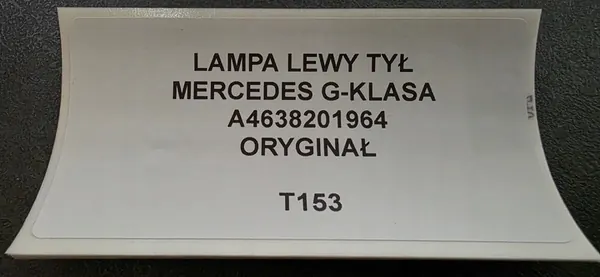 LAMPA LEWY TYŁ
MERCEDES G-KLASA
A4638201964
ORYGINAŁ
T153